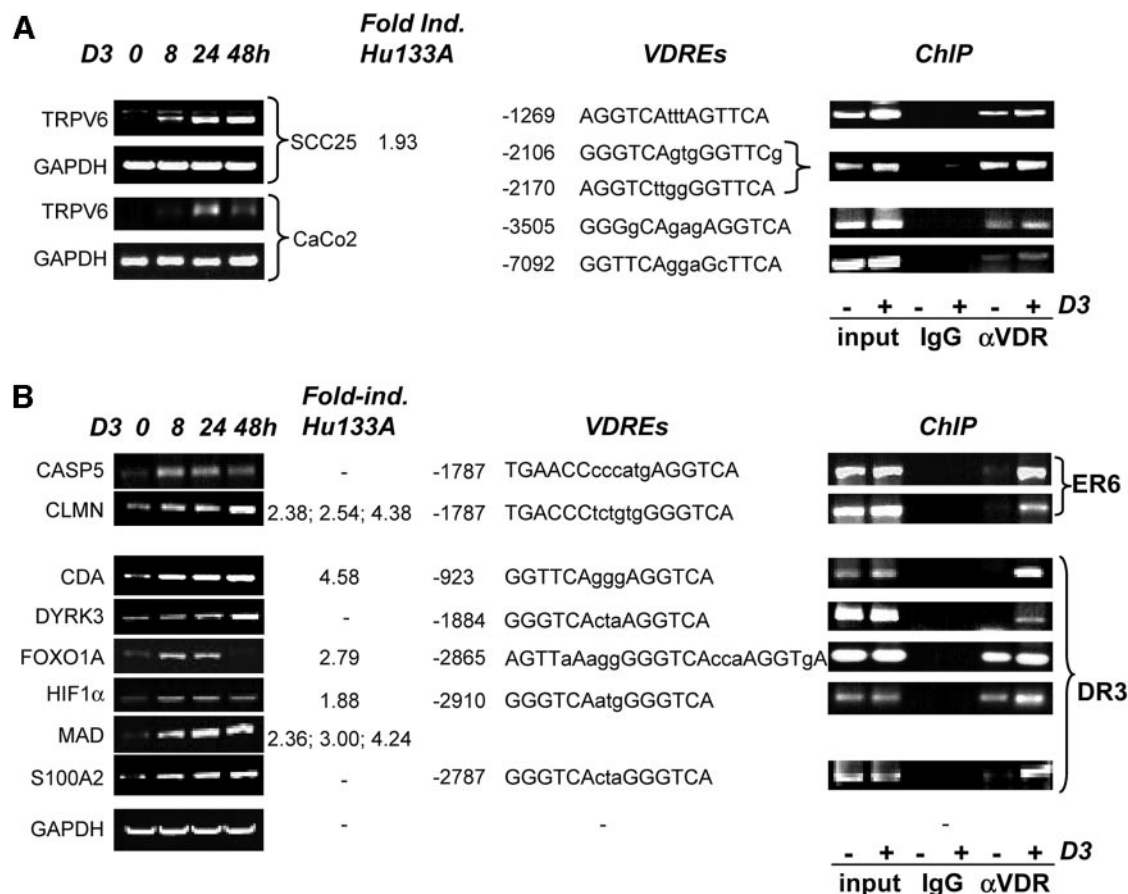 A
D3 0 8 24 48h
Fold Ind.
Hu133A
VDREs
ChIP
TRPV6
GAPDH
SCC25 1.93
TRPV6
GAPDH
CaCo2
-1269 AGGTCAtttAGTTCA
-2106 GGGTCAgtgGGTTCg
-2170 AGGTCttggGGTTCA
-3505 GGGgCAgagAGGTCA
-7092 GGTTCAggaGcTTCA
- + - + - + D3
input IgG αVDR
B
D3 0 8 24 48h
Fold-ind.
Hu133A
VDREs
ChIP
CASP5 - -1787 TGAACCcccatgAGGTCA
CLMN 2.38; 2.54; 4.38 -1787 TGACCCtctgtgGGGTCA
ER6
CDA 4.58 -923 GGTTCAgggAGGTCA
DYRK3 - -1884 GGGTCActaAGGTCA
FOXO1A 2.79 -2865 AGTTaAaggGGGTCAccaAGGTgA
HIF1α 1.88 -2910 GGGTCAatgGGGTCA
MAD 2.36; 3.00; 4.24
S100A2 - -2787 GGGTCActaGGGTCA
DR3
GAPDH - - -
- + - + - + D3
input IgG αVDR